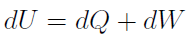 dU = dQ + dW